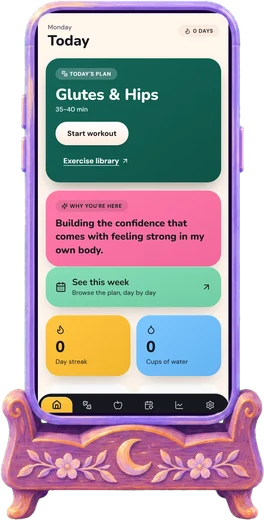 Monday
Today
0 DAYS
TODAY'S PLAN
Glutes & Hips
35-40 min
Start workout
Exercise library
WHY YOU'RE HERE
Building the confidence that
comes with feeling strong in my
own body.
See this week
Browse the plan, day by day
0
Day streak
0
Cups of water